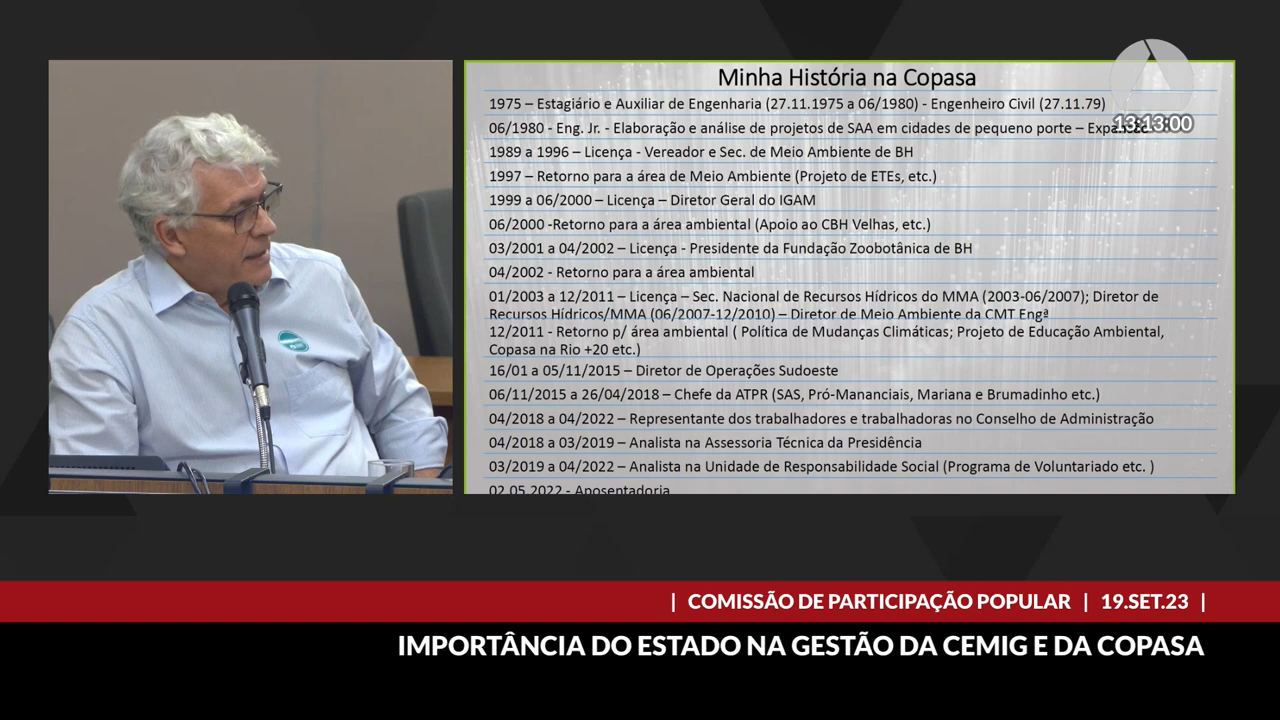 Minha História na Copasa
1975 – Estagiário e Auxiliar de Engenharia (27.11.1975 a 06/1980) - Engenheiro Civil (27.11.79)
13:13:00
06/1980 - Eng. Jr. - Elaboração e análise de projetos de SAA em cidades de pequeno porte –
1989 a 1996 – Licença - Vereador e Sec. de Meio Ambiente de BH
1997 – Retorno para a área de Meio Ambiente (Projeto de ETEs, etc.)
1999 a 06/2000 – Licença – Diretor Geral do IGAM
06/2000 -Retorno para a área ambiental (Apoio ao CBH Velhas, etc.)
03/2001 a 04/2002 – Licença - Presidente da Fundação Zoobotânica de BH
04/2002 - Retorno para a área ambiental
01/2003 a 12/2011 – Licença – Sec. Nacional de Recursos Hídricos do MMA (2003-06/2007); Diretor de
Recursos Hídricos/MMA (06/2007-12/2010) – Diretor de Meio Ambiente da CMT Engª
12/2011 - Retorno p/ área ambiental ( Política de Mudanças Climáticas; Projeto de Educação Ambiental,
Copasa na Rio +20 etc.)
16/01 a 05/11/2015 – Diretor de Operações Sudoeste
06/11/2015 a 26/04/2018 – Chefe da ATPR (SAS, Pró-Mananciais, Mariana e Brumadinho etc.)
04/2018 a 04/2022 – Representante dos trabalhadores e trabalhadoras no Conselho de Administração
04/2018 a 03/2019 – Analista na Assessoria Técnica da Presidência
03/2019 a 04/2022 – Analista na Unidade de Responsabilidade Social (Programa de Voluntariado etc. )
02.05.2022 - Aposentadoria
| COMISSÃO DE PARTICIPAÇÃO POPULAR | 19.SET.23 |
IMPORTÂNCIA DO ESTADO NA GESTÃO DA CEMIG E DA COPASA